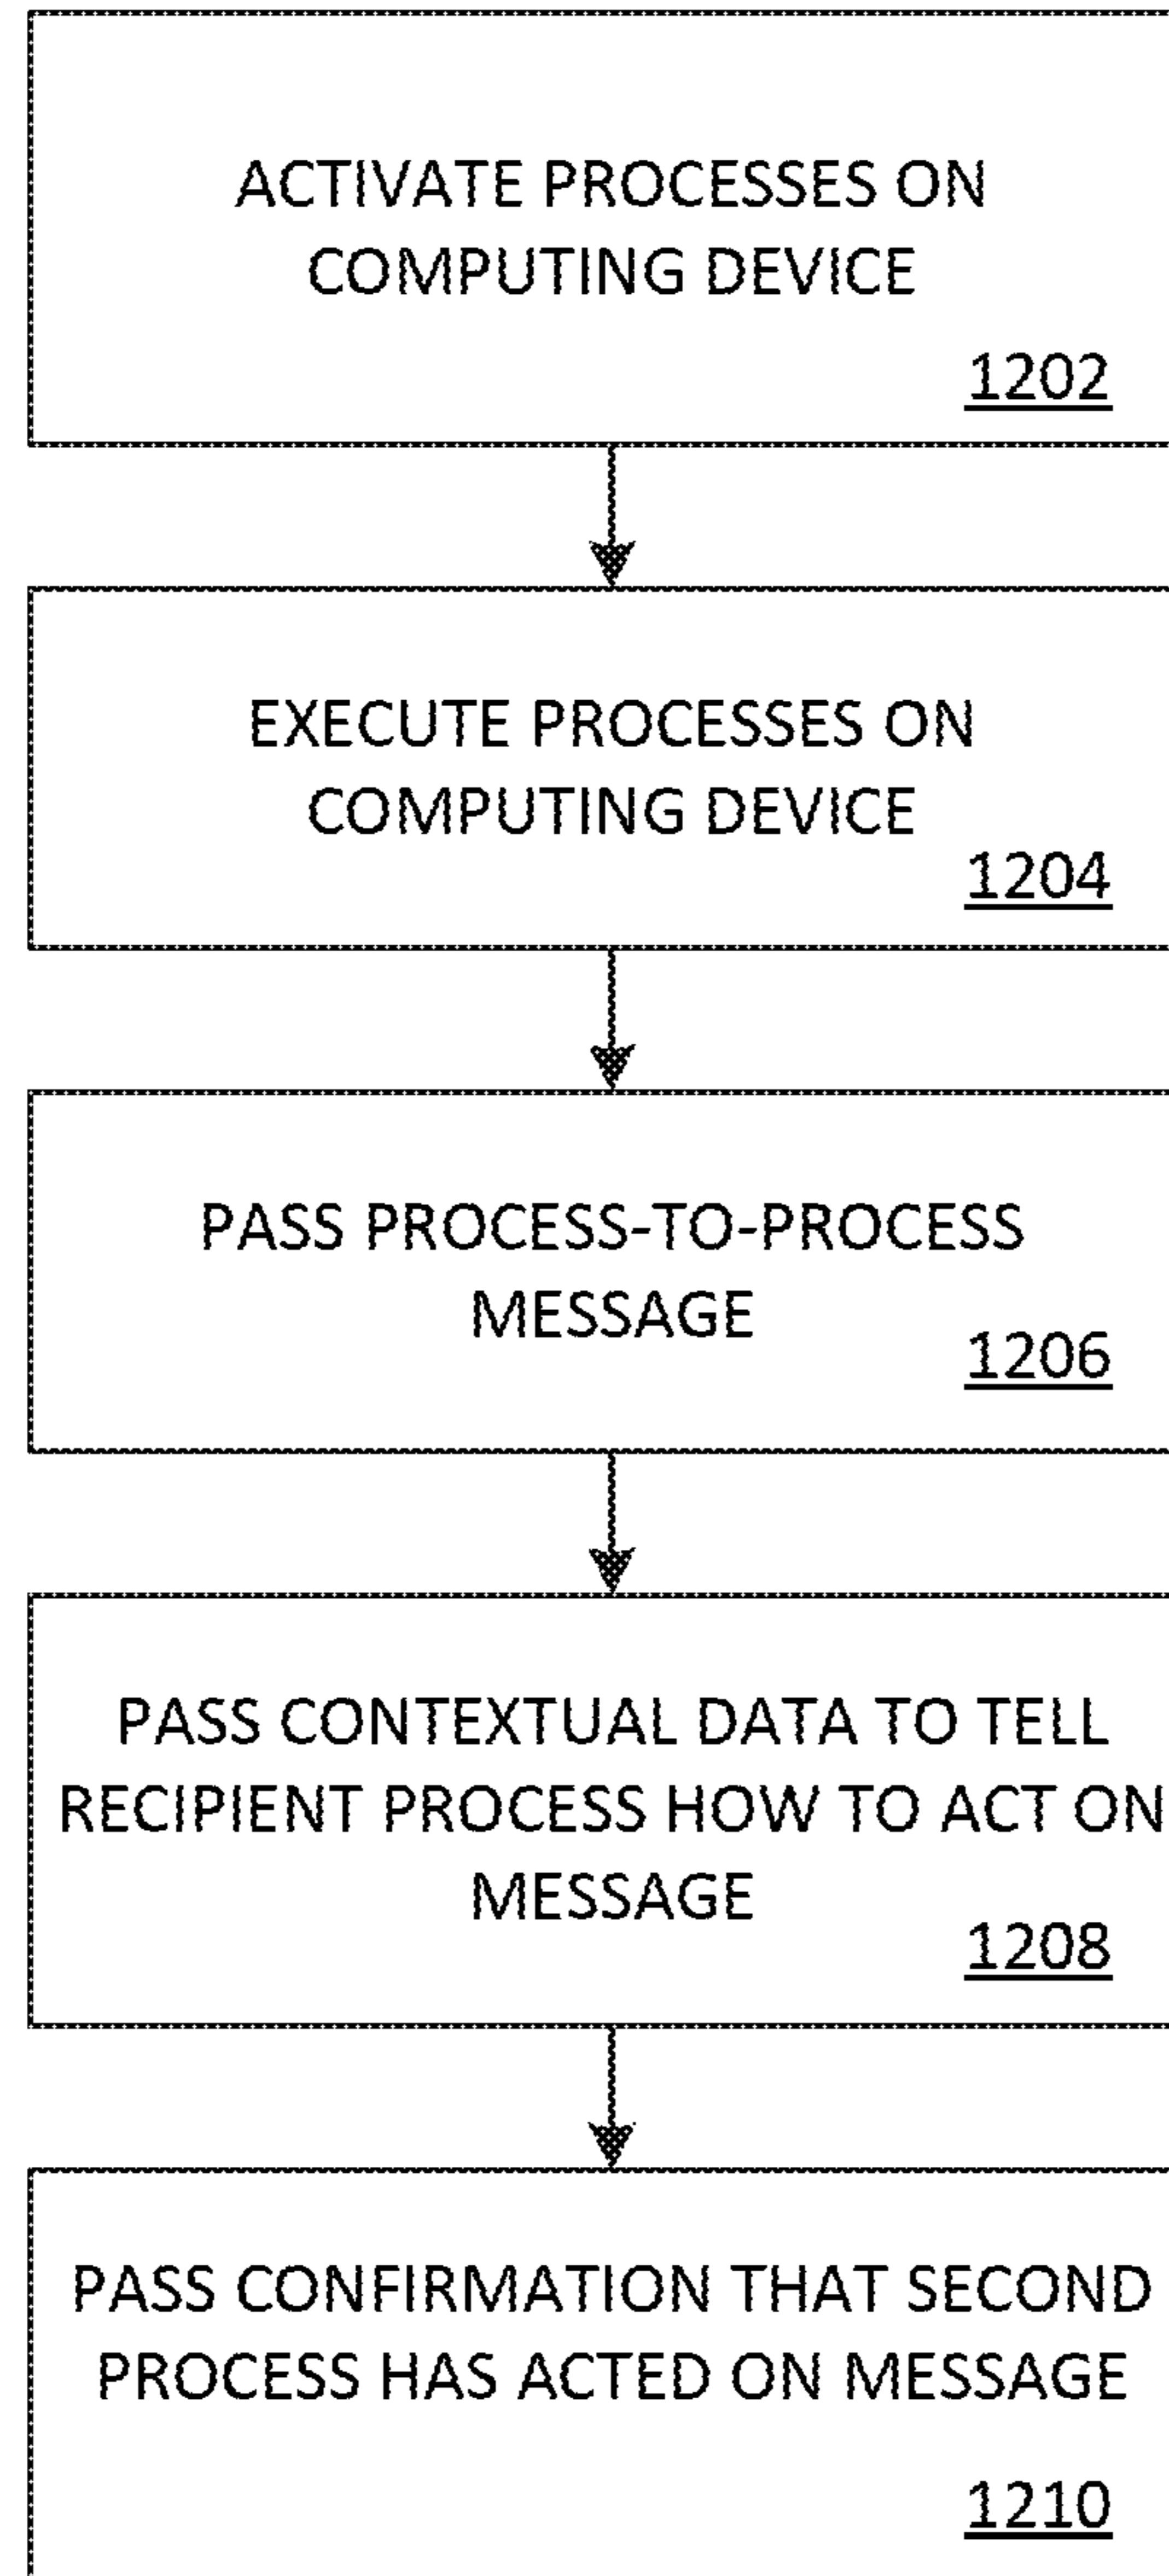 ACTIVATE PROCESSES ON
COMPUTING DEVICE
1202
EXECUTE PROCESSES ON
COMPUTING DEVICE
1204
PASS PROCESS-TO-PROCESS
MESSAGE
1206
PASS CONTEXTUAL DATA TO TELL
RECIPIENT PROCESS HOW TO ACT ON
MESSAGE
1208
PASS CONFIRMATION THAT SECOND
PROCESS HAS ACTED ON MESSAGE
1210